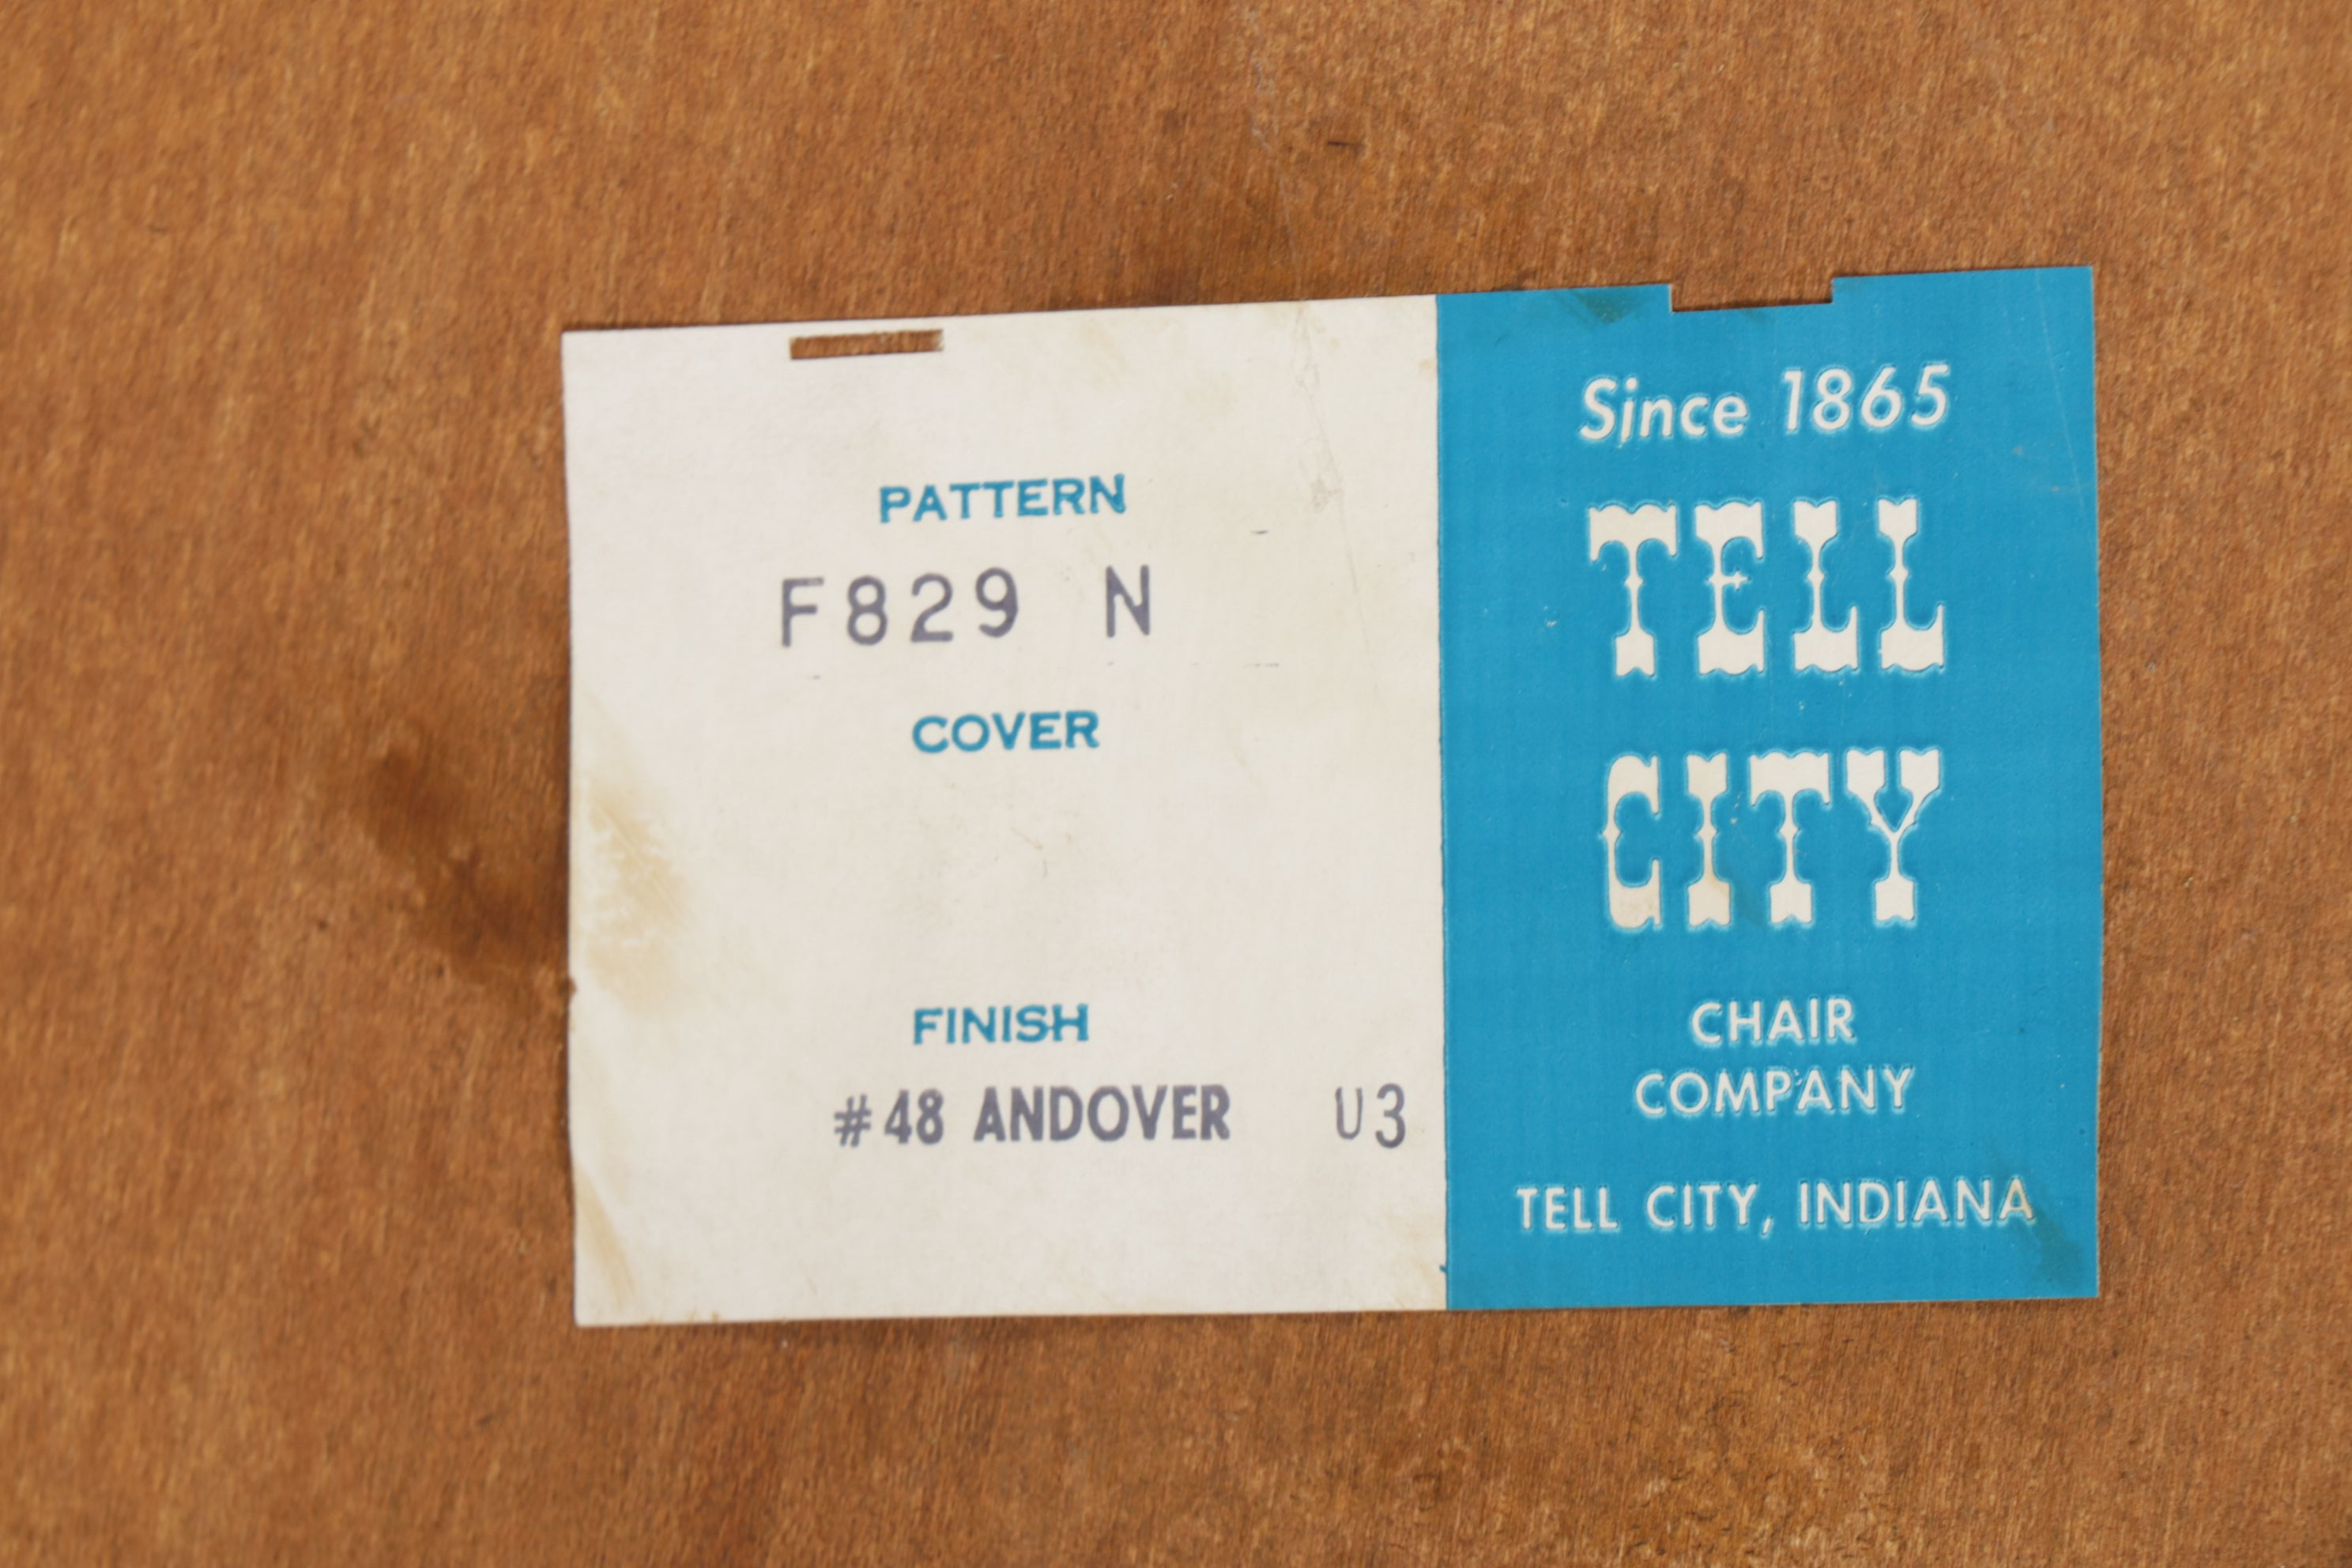 PATTERN
F829 N
COVER
FINISH
#48 ANDOVER U3
Since 1865
TELL
CITY
CHAIR
COMPANY
TELL CITY, INDIANA